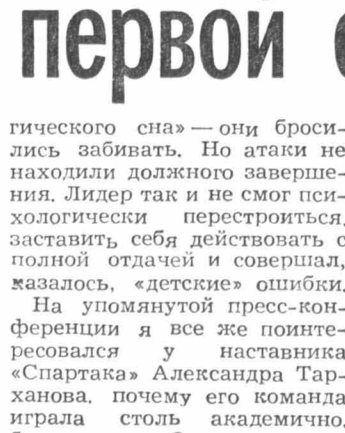 первой
гического сна» — они броси-
лись забивать. Но атаки не
находили должного заверше-
ния. Лидер так и не смог пси-
хологически перестроиться,
заставить себя действовать с
полной отдачей и совершал,
казалось, «детские» ошибки.
На упомянутой пресс-кон-
ференции я все же поинте-
ресовался у наставника
«Спартака» Александра Тар-
ханова, почему его команда
играла столь академично,